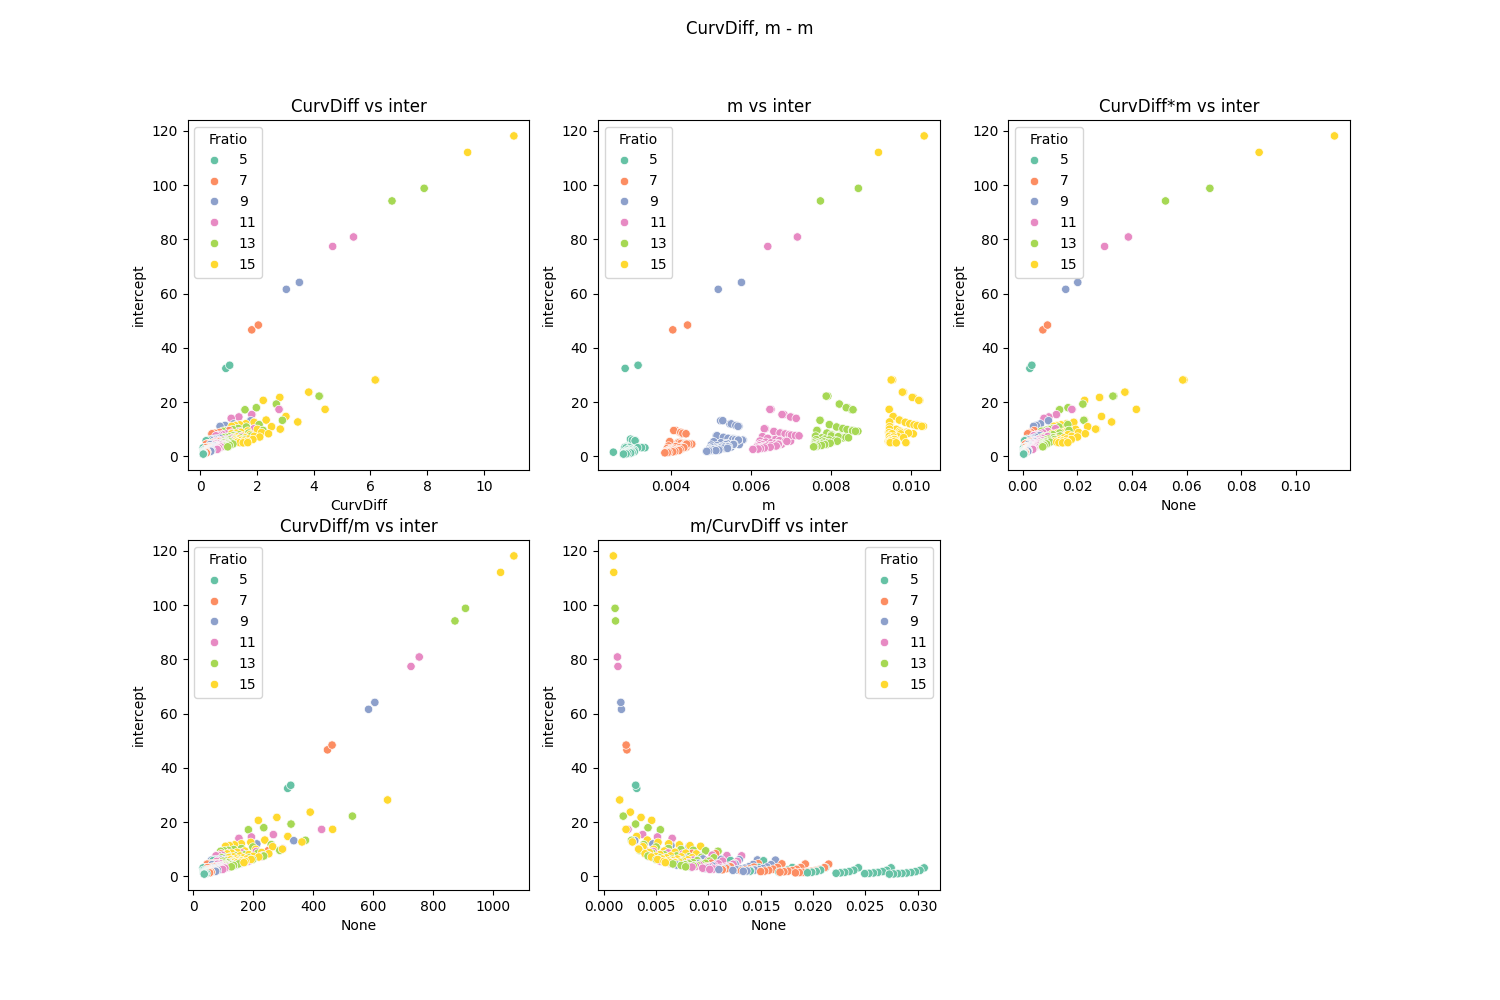 CurvDiff, m - m
CurvDiff vs inter
120
100
80
60
40
20
0
intercept
Fratio
5
7
9
11
13
15
0 2 4 6 8 10
CurvDiff
m vs inter
120
100
80
60
40
20
0
intercept
Fratio
5
7
9
11
13
15
0.004 0.006 0.008 0.010
m
CurvDiff*m vs inter
120
100
80
60
40
20
0
intercept
Fratio
5
7
9
11
13
15
0.00 0.02 0.04 0.06 0.08 0.10
None
CurvDiff/m vs inter
120
100
80
60
40
20
0
intercept
Fratio
5
7
9
11
13
15
0 200 400 600 800 1000
None
m/CurvDiff vs inter
120
100
80
60
40
20
0
intercept
Fratio
5
7
9
11
13
15
0.000 0.005 0.010 0.015 0.020 0.025 0.030
None